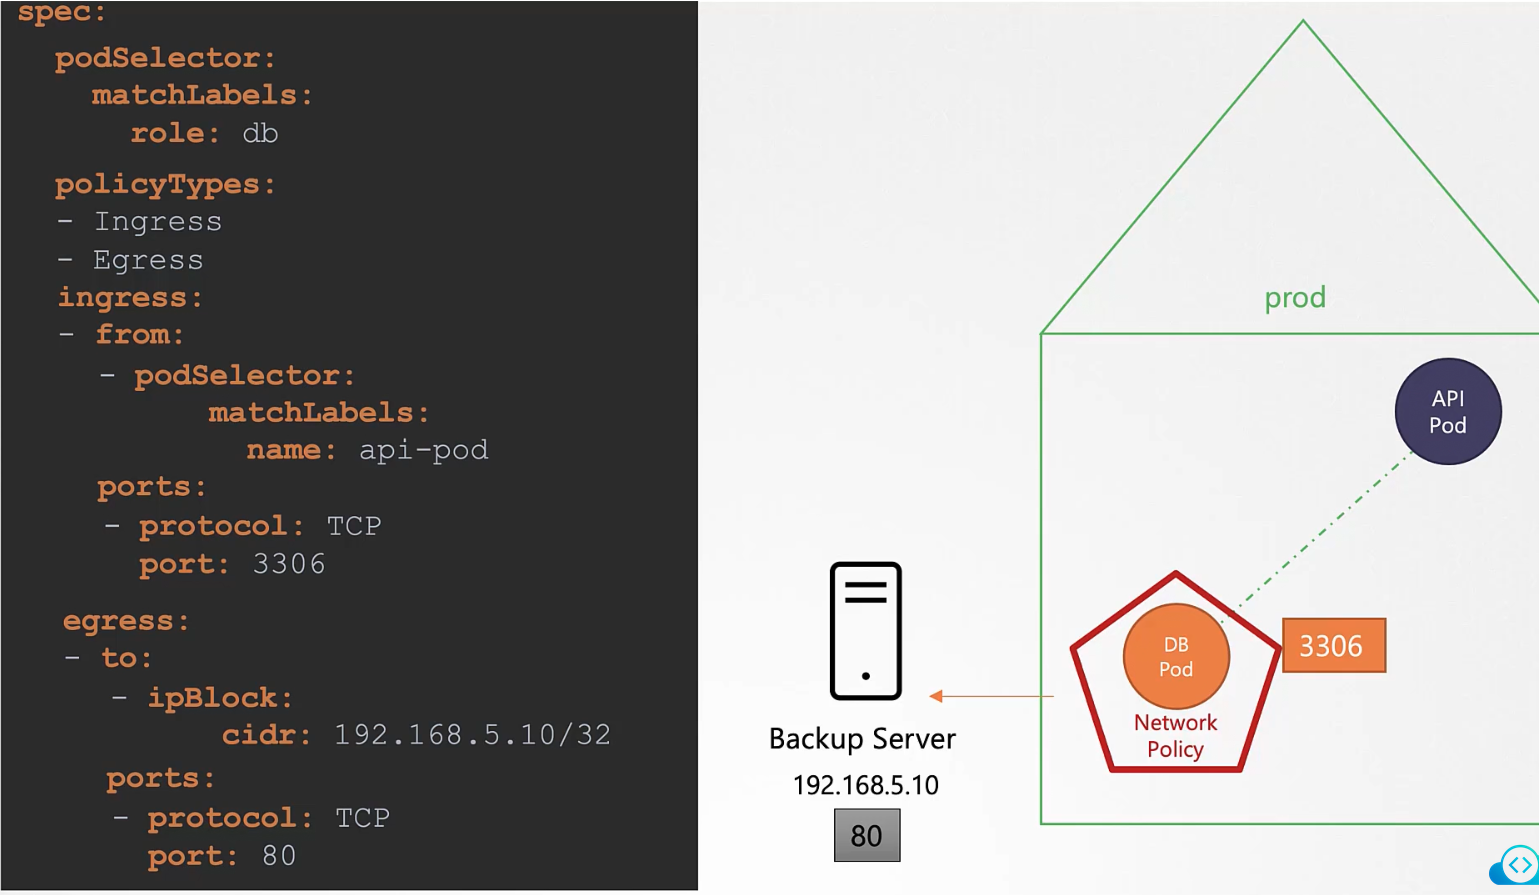 spec:
podSelector:
matchLabels:
role: db
policyTypes:
- Ingress
- Egress
ingress:
- from:
- podSelector:
matchLabels:
name: api-pod
ports:
- protocol: TCP
port: 3306
egress:
- to:
- ipBlock:
cidr: 192.168.5.10/32
ports:
- protocol: TCP
port: 80
prod
API
Pod
DB
Pod
3306
Network
Policy
Backup Server
192.168.5.10
80